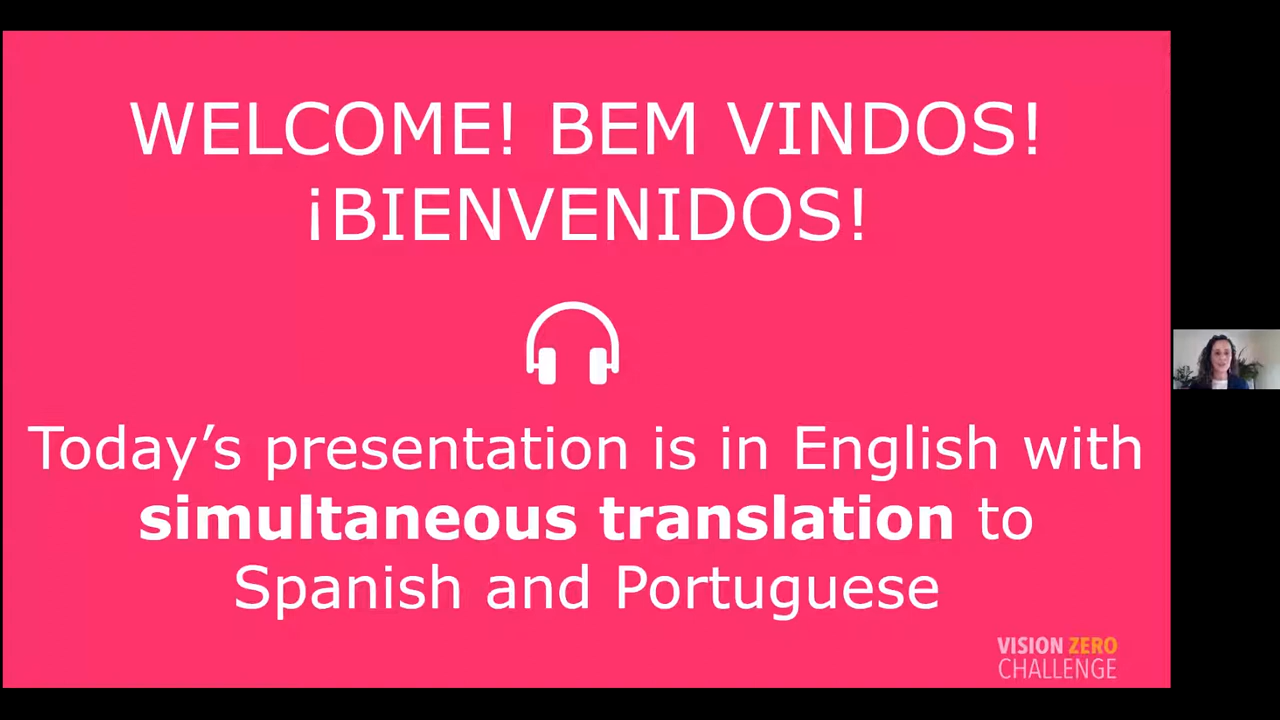 WELCOME! BEM VINDOS!
¡BIENVENIDOS!
Today’s presentation is in English with
simultaneous translation to
Spanish and Portuguese
VISION ZERO
CHALLENGE